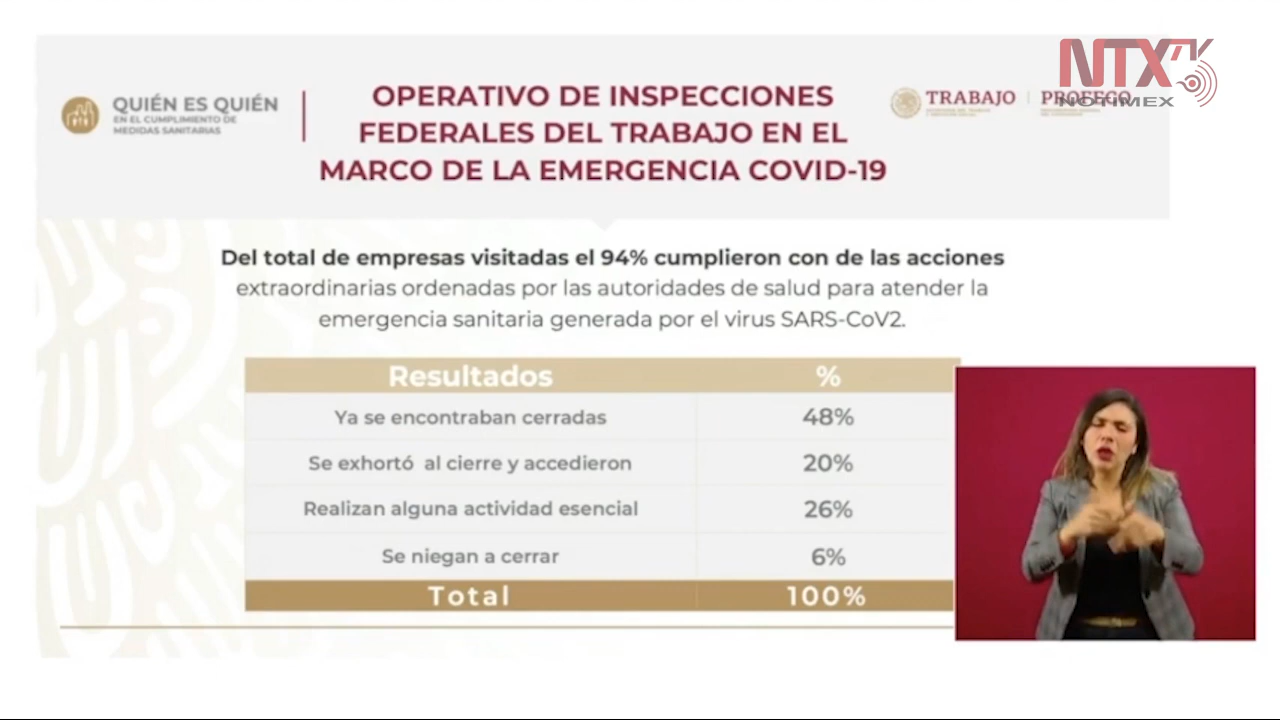 QUIÉN ES QUIÉN
EN EL CUMPLIMIENTO DE
MEDIDAS SANITARIAS
OPERATIVO DE INSPECCIONES
FEDERALES DEL TRABAJO EN EL
MARCO DE LA EMERGENCIA COVID-19
TRABAJO
PROFECO
NTX
NOTIMEX
Del total de empresas visitadas el 94% cumplieron con de las acciones
extraordinarias ordenadas por las autoridades de salud para atender la
emergencia sanitaria generada por el virus SARS-CoV2.
Resultados %
Ya se encontraban cerradas 48%
Se exhortó al cierre y accedieron 20%
Realizan alguna actividad esencial 26%
Se niegan a cerrar 6%
Total 100%